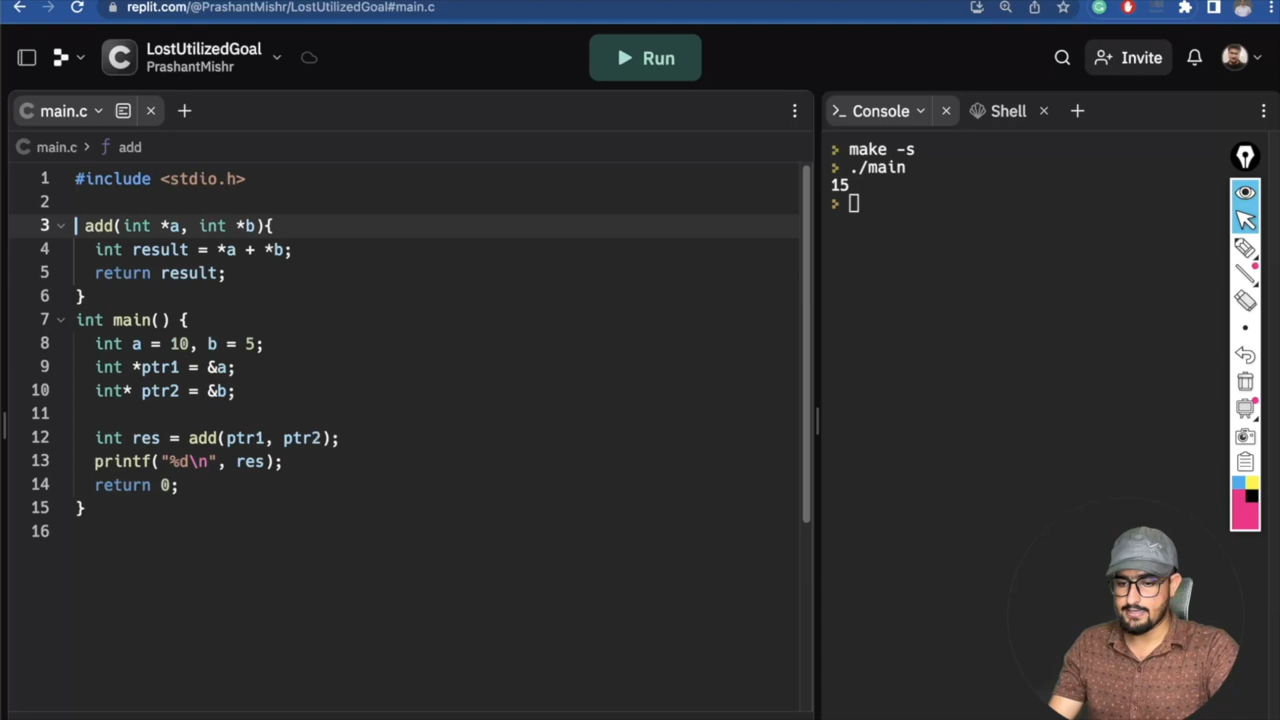 replit.com/@PrashantMishr/LostUtilizedGoal#main.c
C
LostUtilizedGoal
PrashantMishr
Run
Invite
main.c
main.c > f add
1 #include <stdio.h>
2
3 add(int *a, int *b){
4 int result = *a + *b;
5 return result;
6 }
7 int main() {
8 int a = 10, b = 5;
9 int *ptr1 = &a;
10 int* ptr2 = &b;
11
12 int res = add(ptr1, ptr2);
13 printf("%d\n", res);
14 return 0;
15 }
16
Console
Shell
make -s
./main
15